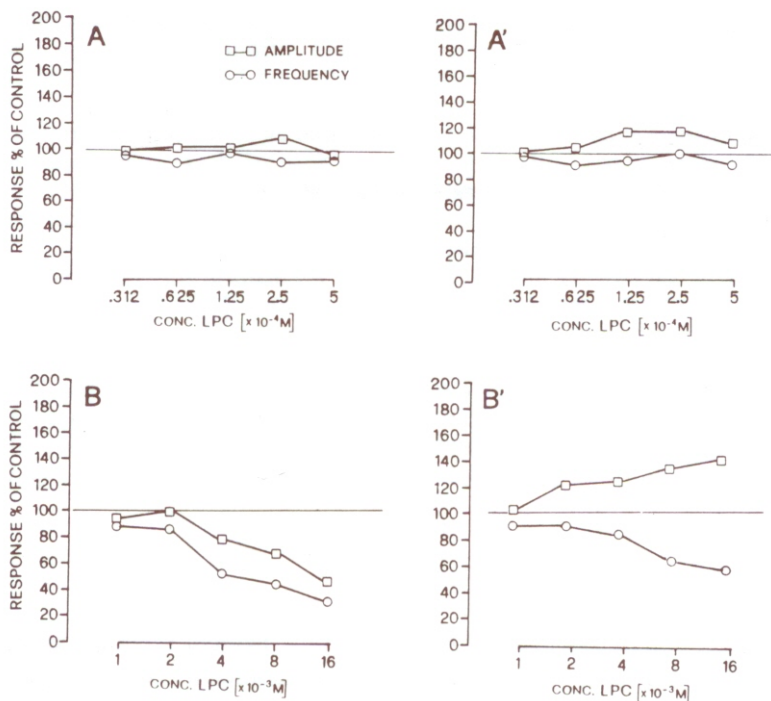 A
RESPONSE % OF CONTROL
200
180
160
140
120
100
80
60
40
20
0
AMPLITUDE
FREQUENCY
.312 .625 1.25 2.5 5
CONC. LPC [x 10⁻⁴M]
A'
200
180
160
140
120
100
80
60
40
20
0
.312 .625 1.25 2.5 5
CONC. LPC [x 10⁻⁴M]
B
RESPONSE % OF CONTROL
200
180
160
140
120
100
80
60
40
20
0
1 2 4 8 16
CONC. LPC [x 10⁻³M]
B'
200
180
160
140
120
100
80
60
40
20
0
1 2 4 8 16
CONC. LPC [x 10⁻³M]